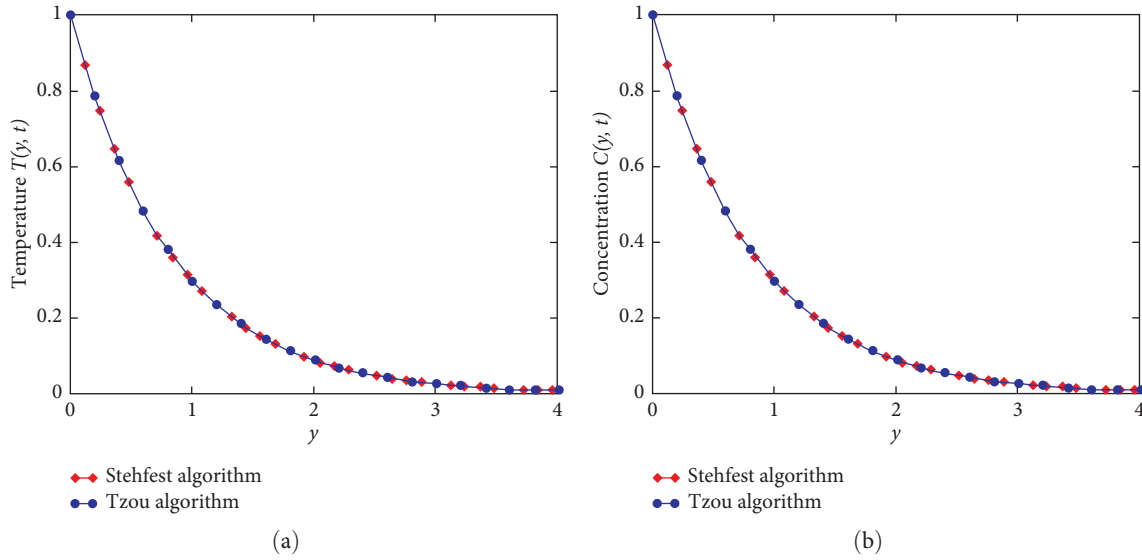 1
0.8
0.6
0.4
0.2
0
Temperature T(y, t)
0 1 2 3 4
y
Stehfest algorithm
Tzou algorithm
(a)
1
0.8
0.6
0.4
0.2
0
Concentration C(y, t)
0 1 2 3 4
y
Stehfest algorithm
Tzou algorithm
(b)